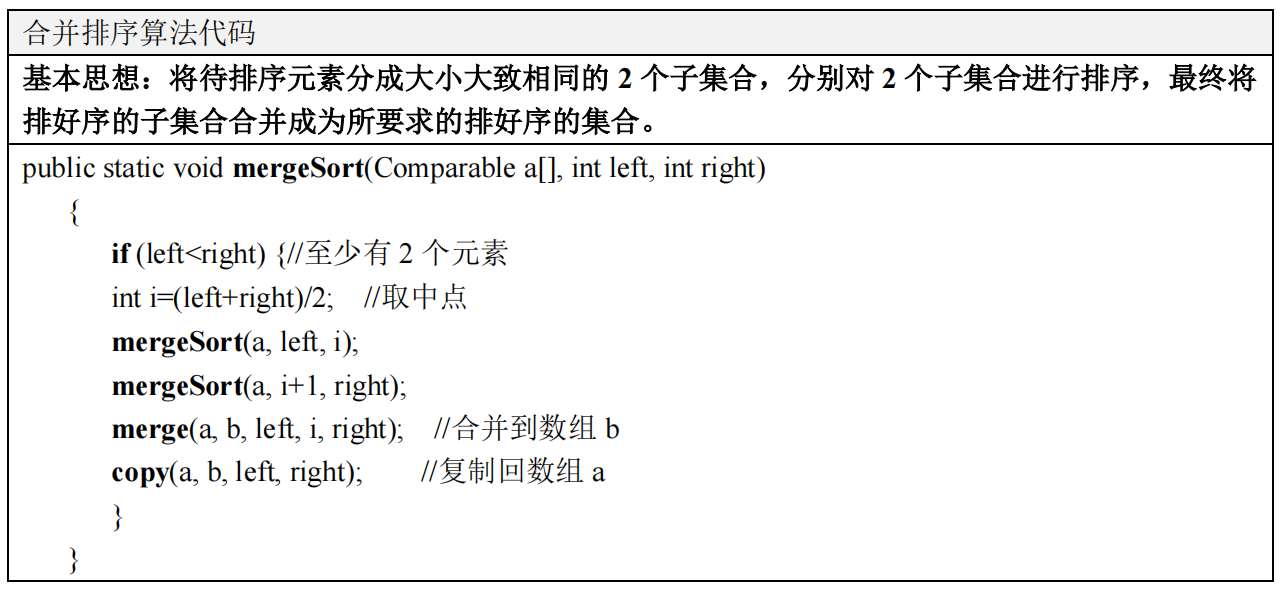 合并排序算法代码
基本思想：将待排序元素分成大小大致相同的 2 个子集合，分别对 2 个子集合进行排序，最终将
排好序的子集合合并成为所要求的排好序的集合。
public static void mergeSort(Comparable a[], int left, int right)
{
if (left<right) {//至少有 2 个元素
int i=(left+right)/2; //取中点
mergeSort(a, left, i);
mergeSort(a, i+1, right);
merge(a, b, left, i, right); //合并到数组 b
copy(a, b, left, right); //复制回数组 a
}
}